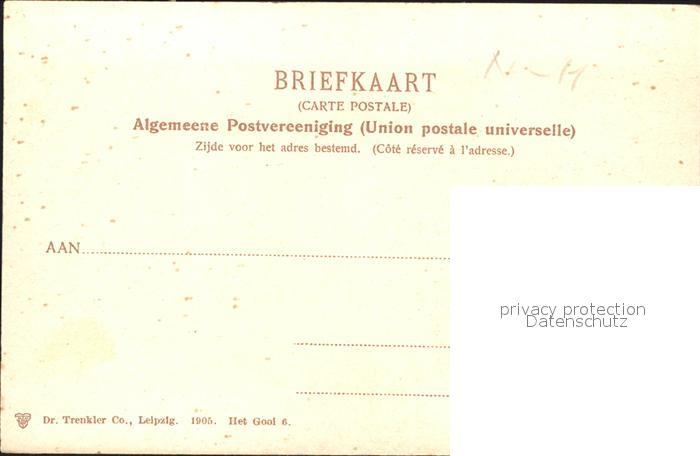 BRIEFKAART
(CARTE POSTALE)
Algemeene Postvereeniging (Union postale universelle)
Zijde voor het adres bestemd. (Côté réservé à l'adresse.)
AAN
privacy protection
Datenschutz
Dr. Trenkler Co., Leipzig. 1905. Het Gooi 6.